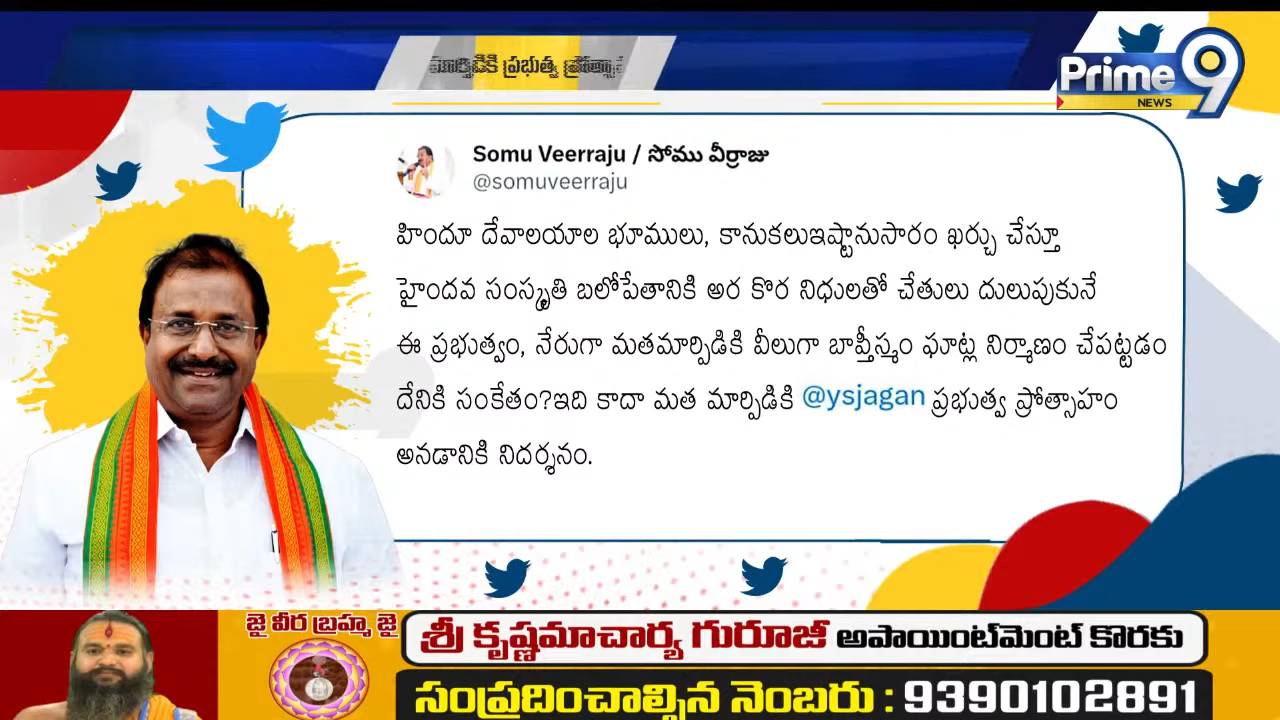 ప్రభుత్వ
Prime9
NEWS
Somu Veerraju / సోము వీర్రాజు
@somuveerraju
హిందూ దేవాలయాల భూములు, కానుకలుఇష్టానుసారం ఖర్చు చేస్తూ
హైందవ సంస్కృతి బలోపేతానికి అర కొర నిధులతో చేతులు దులుపుకునే
ఈ ప్రభుత్వం, నేరుగా మతమార్పిడికి వీలుగా బాప్తీస్మం ఘాట్ల నిర్మాణం చేపట్టడం
దేనికి సంకేతం?ఇది కాదా మత మార్పిడికి @ysjagan ప్రభుత్వ ప్రోత్సాహం
అనడానికి నిదర్శనం.
జై వీర బ్రహ్మ జై
శ్రీ కృష్ణమాచార్య గురూజీ అపాయింట్‌మెంట్ కొరకు
సంప్రదించాల్సిన నెంబరు : 9390102891